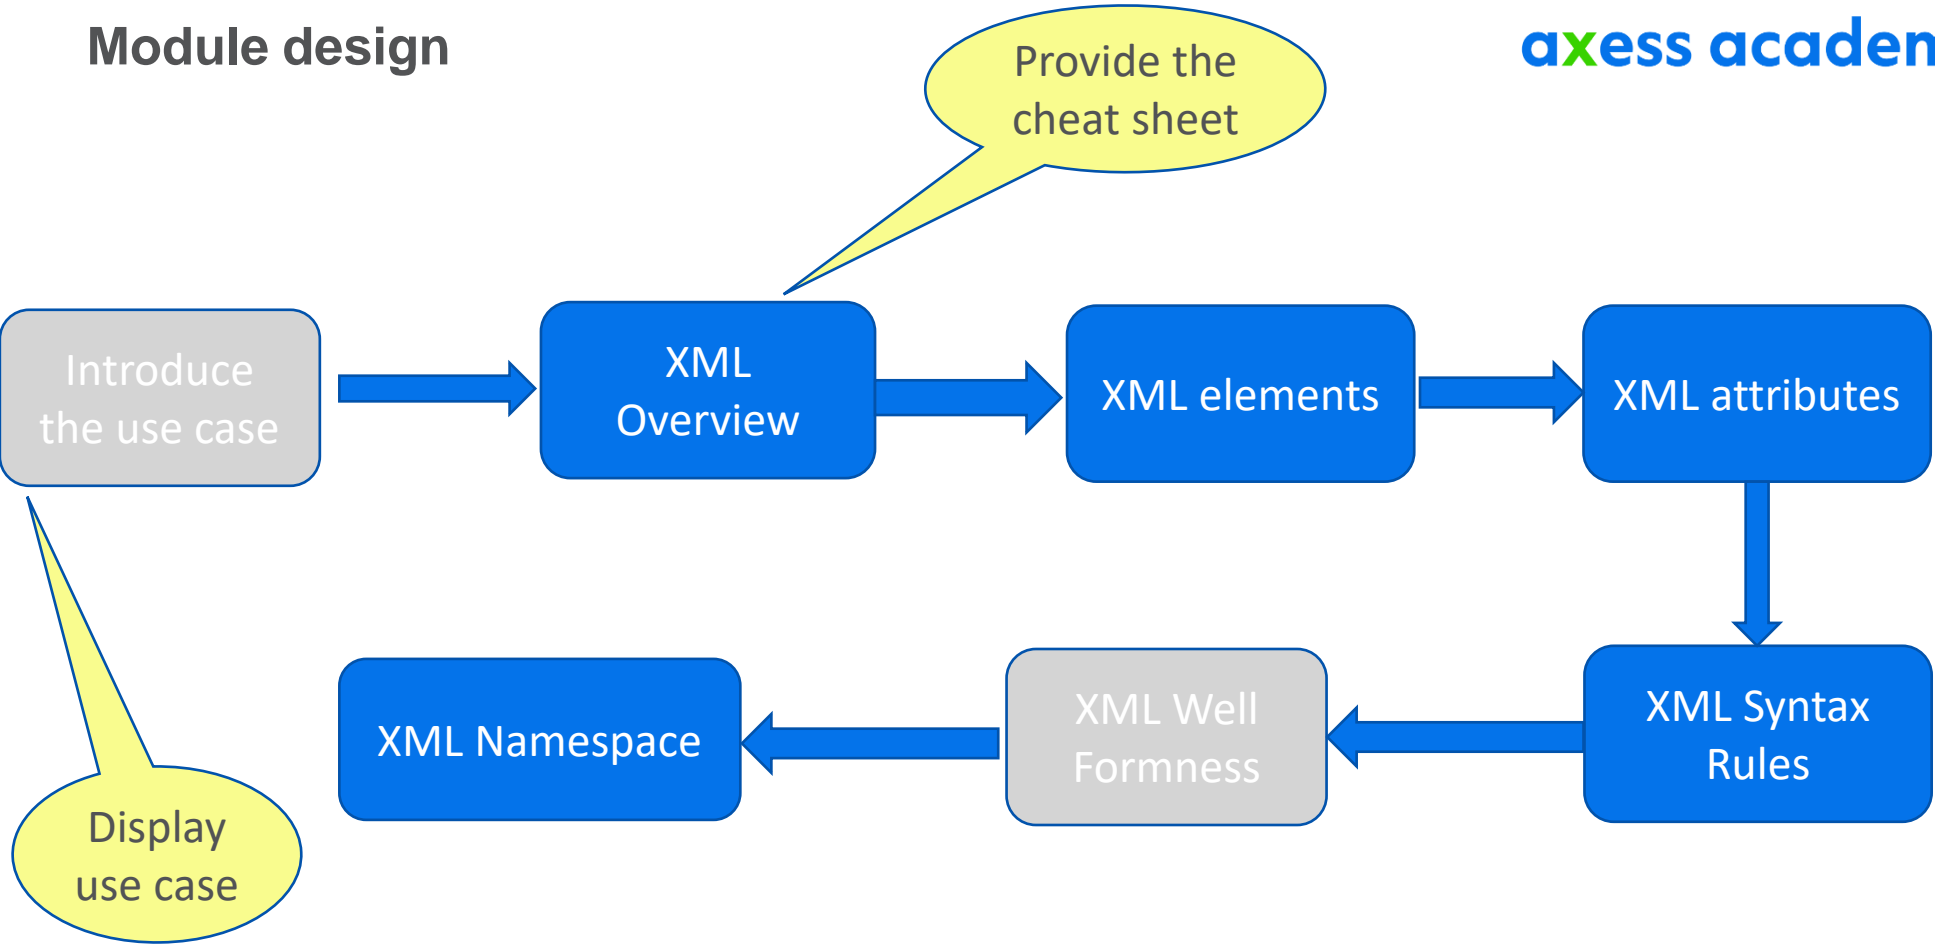 Module design
axess academ
Provide the
cheat sheet
Introduce
the use case
XML
Overview
XML elements
XML attributes
XML Namespace
XML Well
Formness
XML Syntax
Rules
Display
use case